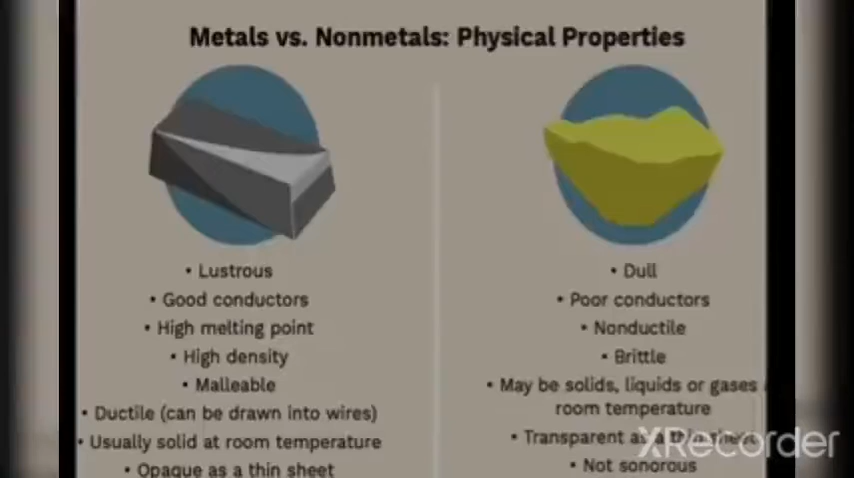 Metals vs. Nonmetals: Physical Properties
• Lustrous
• Good conductors
• High melting point
• High density
• Malleable
• Ductile (can be drawn into wires)
• Usually solid at room temperature
• Opaque as a thin sheet
• Dull
• Poor conductors
• Nonductile
• Brittle
• May be solids, liquids or gases
room temperature
• Transparent as a thin sheet
• Not sonorous
XRecorder